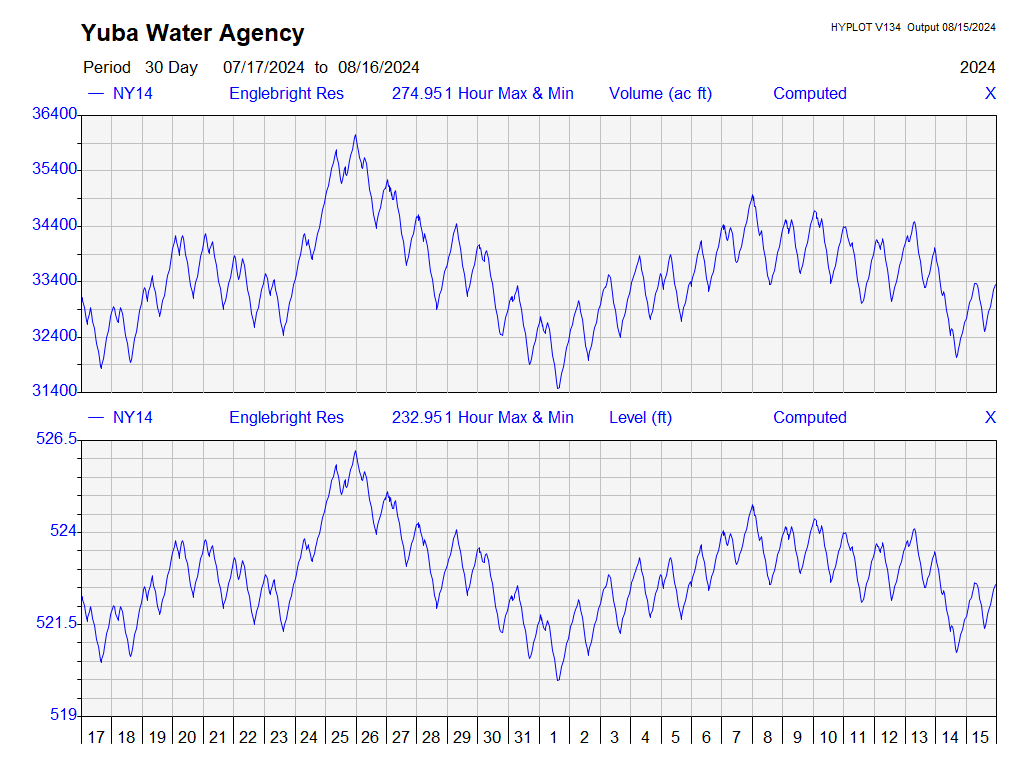 Yuba Water Agency
HYPLOT V134 Output 08/15/2024
Period 30 Day 07/17/2024 to 08/16/2024 2024
NY14 Englebright Res 274.951 Hour Max & Min Volume (ac ft) Computed X
36400
35400
34400
33400
32400
31400
NY14 Englebright Res 232.951 Hour Max & Min Level (ft) Computed X
526.5
524
521.5
519
17 18 19 20 21 22 23 24 25 26 27 28 29 30 31 1 2 3 4 5 6 7 8 9 10 11 12 13 14 15